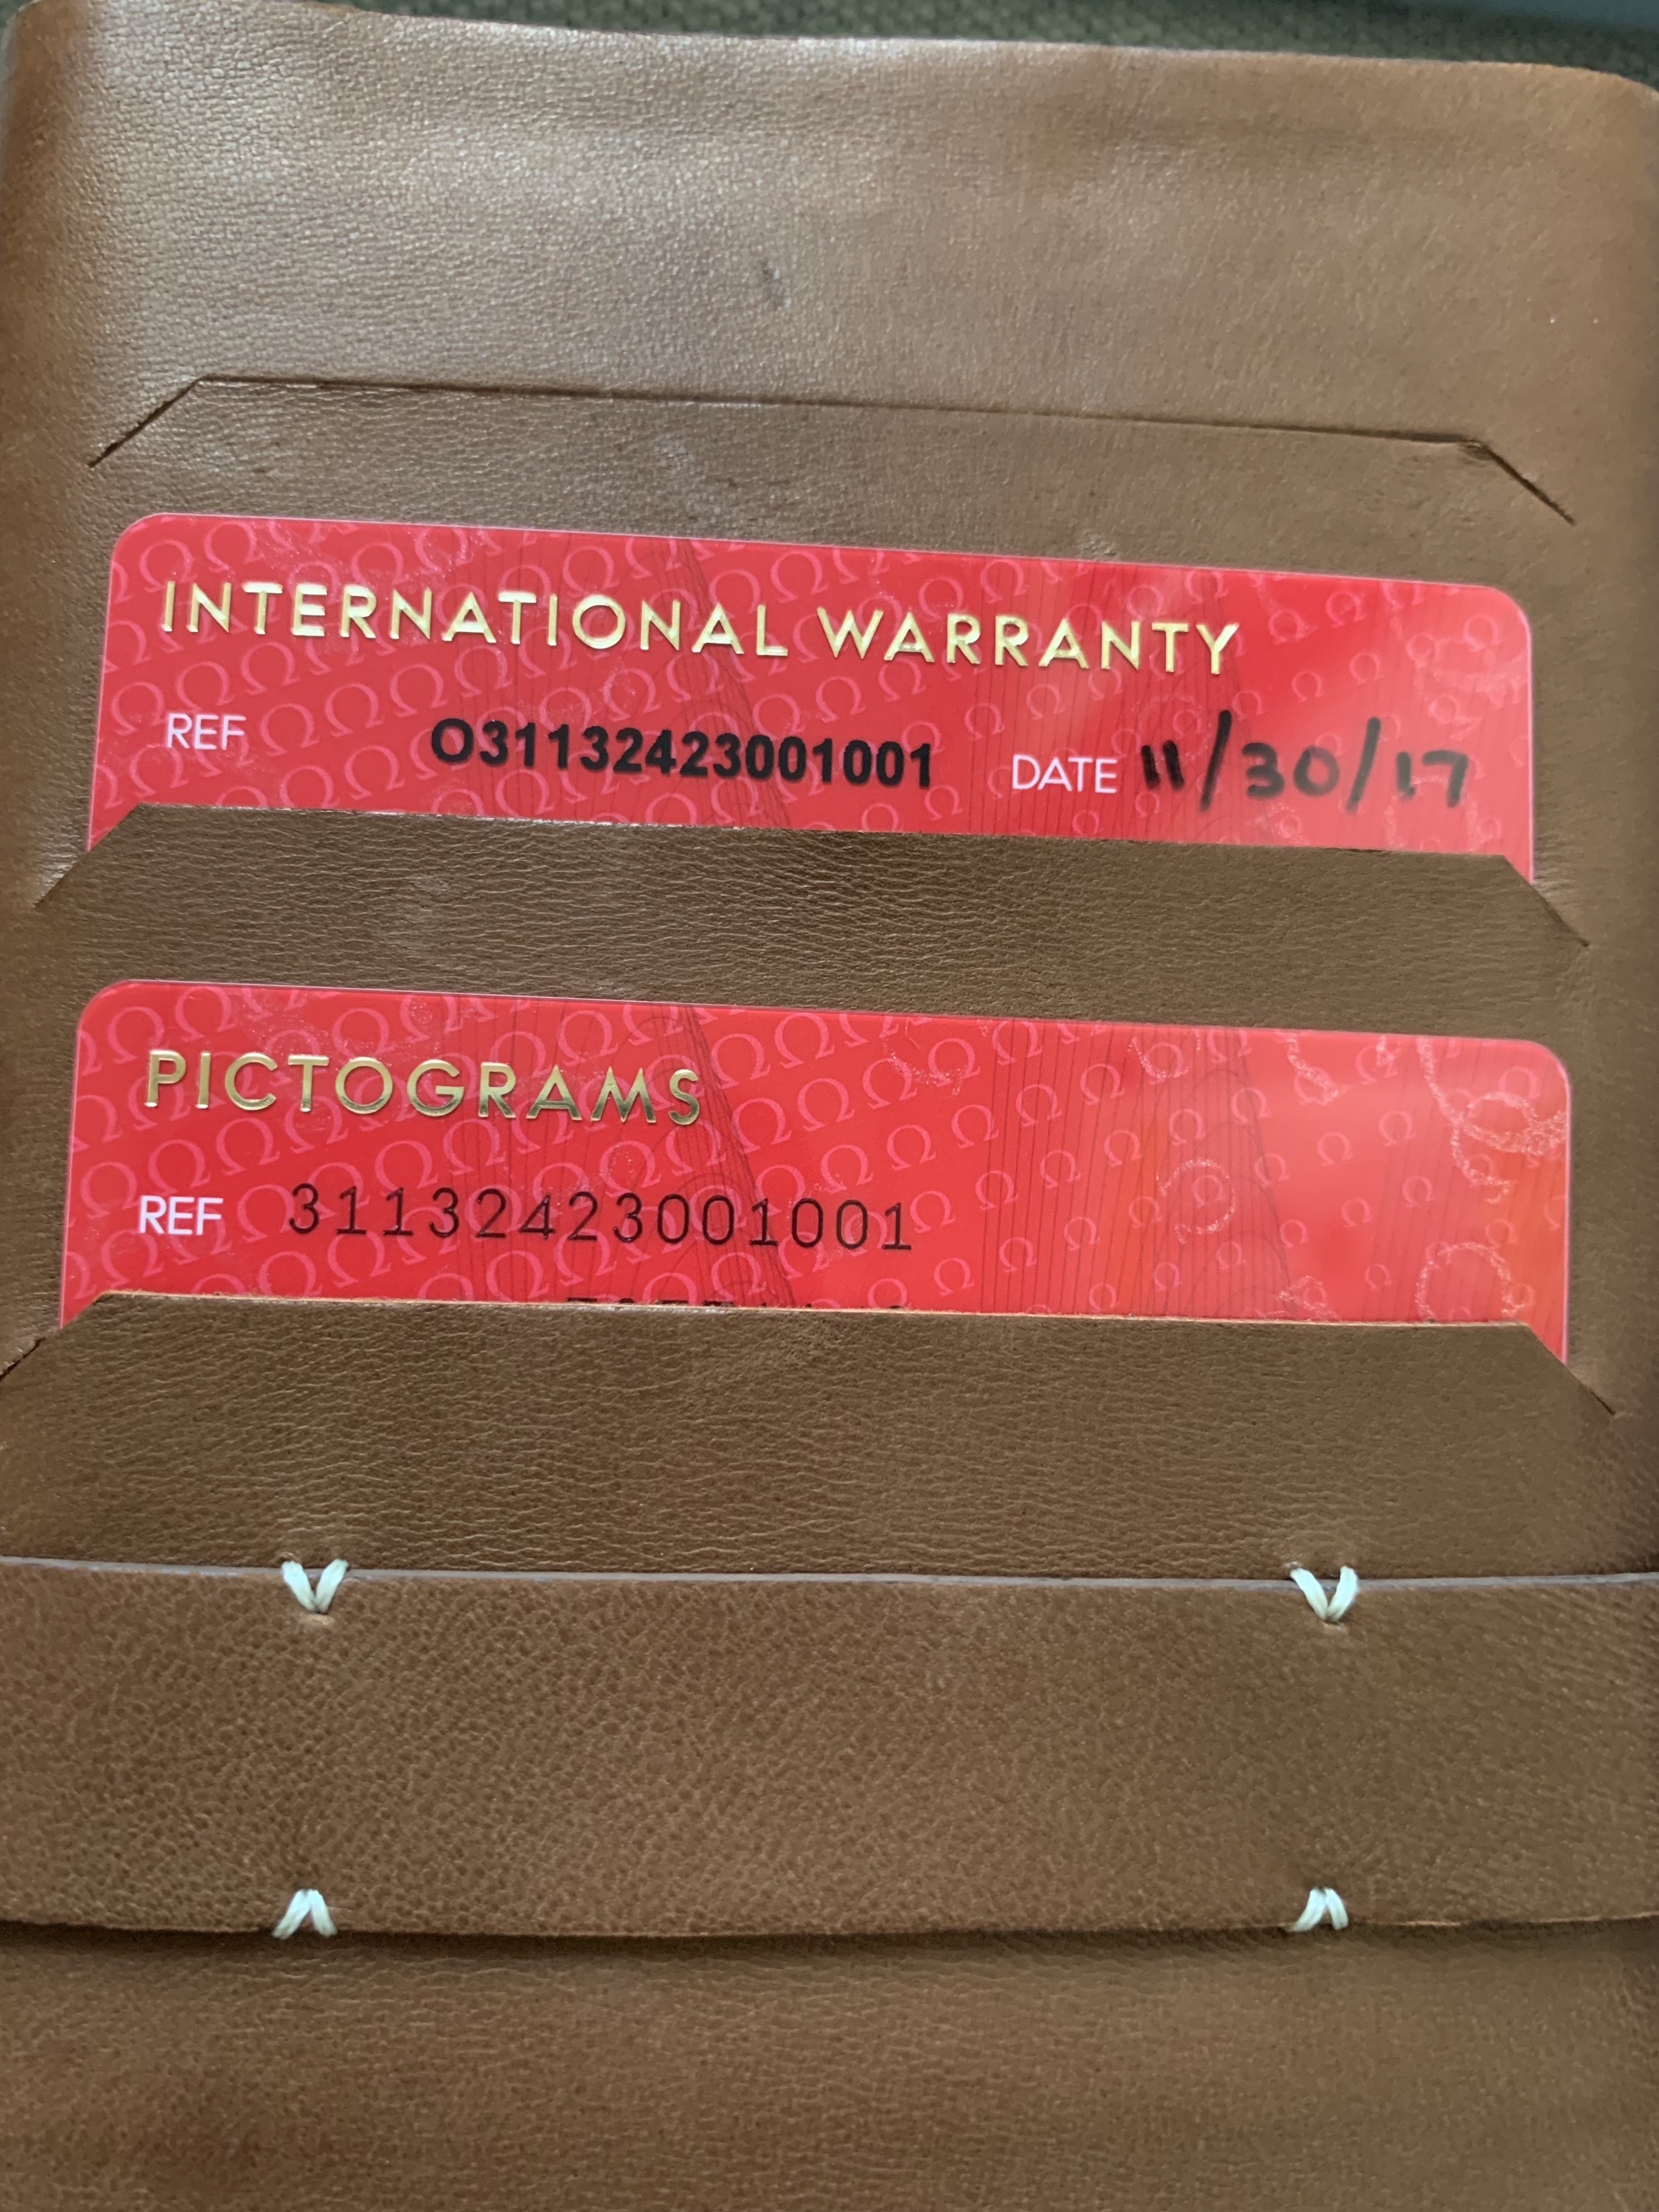 INTERNATIONAL WARRANTY
REF O31132423001001 DATE 11/30/17
PICTOGRAMS
REF 31132423001001